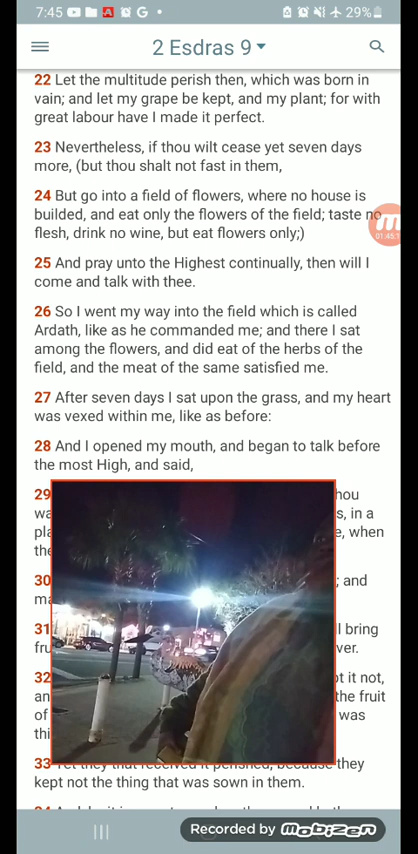 7:45
29%
2 Esdras 9
22 Let the multitude perish then, which was born in
vain; and let my grape be kept, and my plant; for with
great labour have I made it perfect.
23 Nevertheless, if thou wilt cease yet seven days
more, (but thou shalt not fast in them,
24 But go into a field of flowers, where no house is
builded, and eat only the flowers of the field; taste no
flesh, drink no wine, but eat flowers only;)
25 And pray unto the Highest continually, then will I
come and talk with thee.
26 So I went my way into the field which is called
Ardath, like as he commanded me; and there I sat
among the flowers, and did eat of the herbs of the
field, and the meat of the same satisfied me.
27 After seven days I sat upon the grass, and my heart
was vexed within me, like as before:
28 And I opened my mouth, and began to talk before
the most High, and said,
29 hou
wa s, in a
pla e, when
the
30 ; and
ma
31 ll bring
fru ver.
32 ot it not,
an the fruit
of was
thi
33 Yet they that received it perished, because they
kept not the thing that was sown in them.
Recorded by mobizen